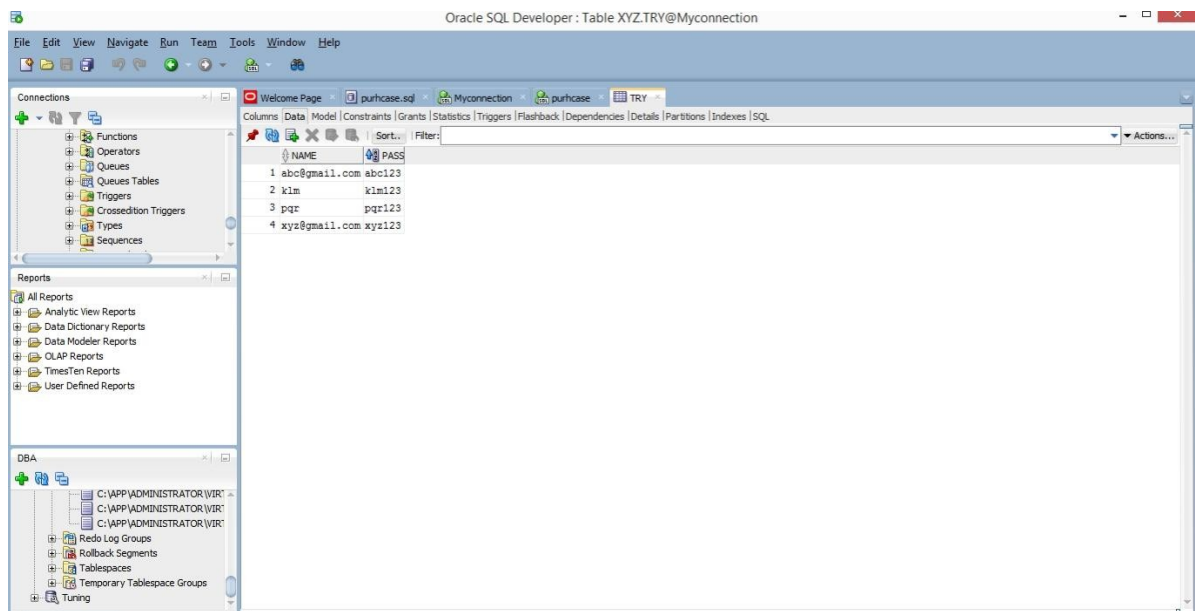 Oracle SQL Developer : Table XYZ.TRY@Myconnection
File Edit View Navigate Run Team Tools Window Help
Connections
Functions
Operators
Queues
Queues Tables
Triggers
Crossedition Triggers
Types
Sequences
Reports
All Reports
Analytic View Reports
Data Dictionary Reports
Data Modeler Reports
OLAP Reports
TimesTen Reports
User Defined Reports
DBA
C:\APP\ADMINISTRATOR\VIRT
C:\APP\ADMINISTRATOR\VIRT
C:\APP\ADMINISTRATOR\VIRT
Redo Log Groups
Rollback Segments
Tablespaces
Temporary Tablespace Groups
Tuning
Welcome Page purhcase.sql Myconnection purhcase TRY
Columns Data Model Constraints Grants Statistics Triggers Flashback Dependencies Details Partitions Indexes SQL
Sort.. Filter: Actions...
NAME PASS
1 abc@gmail.com abc123
2 klm klm123
3 pqr pqr123
4 xyz@gmail.com xyz123